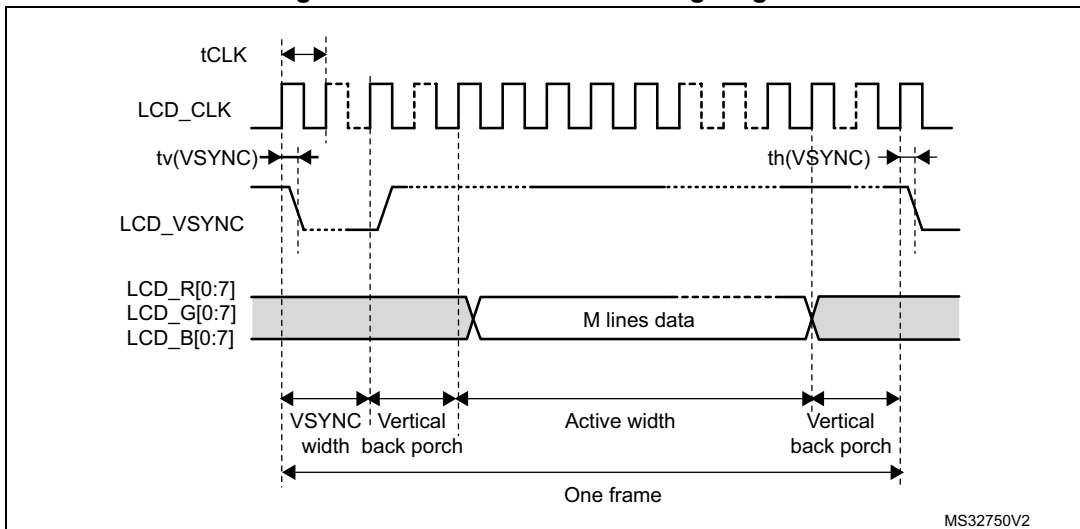 tCLK
LCD_CLK
tv(VSYNC)
th(VSYNC)
LCD_VSYNC
LCD_R[0:7]
LCD_G[0:7]
LCD_B[0:7]
M lines data
VSYNC width
Vertical back porch
Active width
Vertical back porch
One frame
MS32750V2